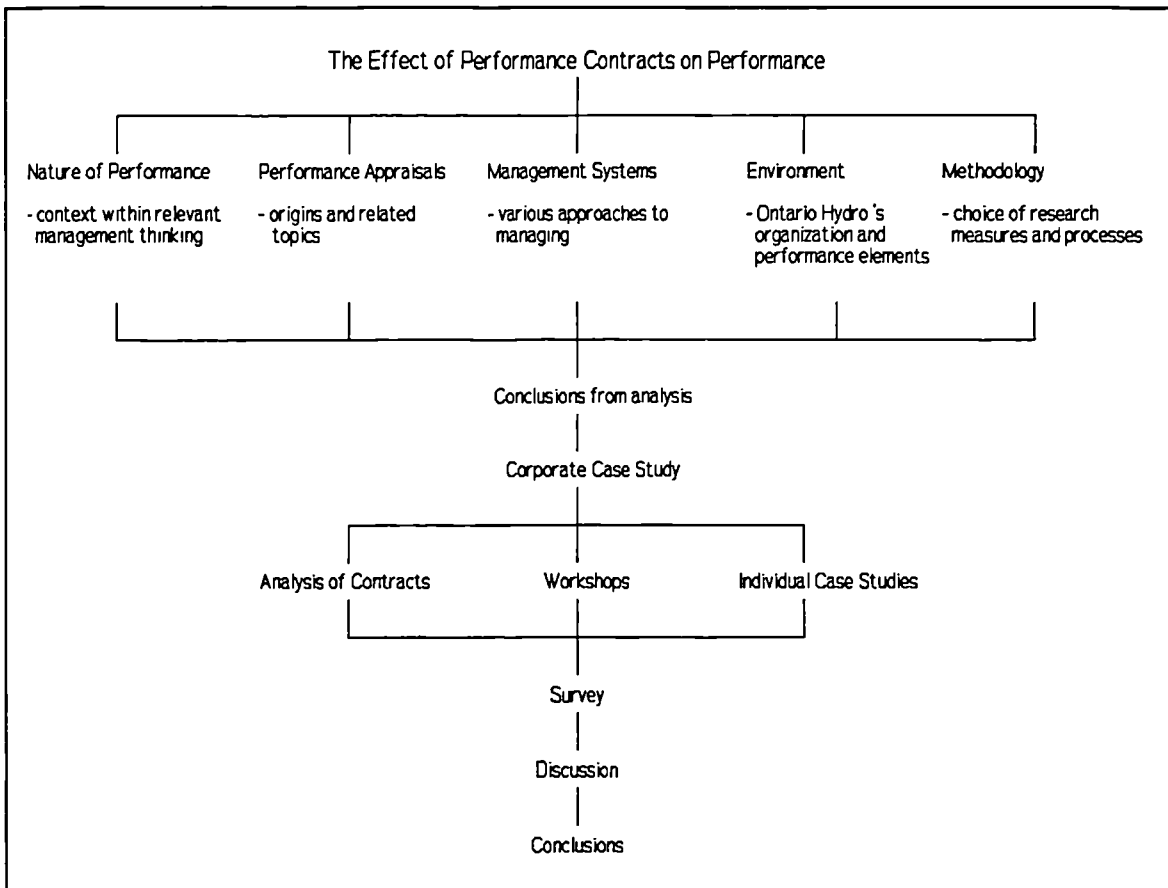 The Effect of Performance Contracts on Performance
Nature of Performance
- context within relevant
management thinking
Performance Appraisals
- origins and related
topics
Management Systems
- various approaches to
managing
Environment
- Ontario Hydro's
organization and
performance elements
Methodology
- choice of research
measures and processes
Conclusions from analysis
Corporate Case Study
Analysis of Contracts
Workshops
Individual Case Studies
Survey
Discussion
Conclusions